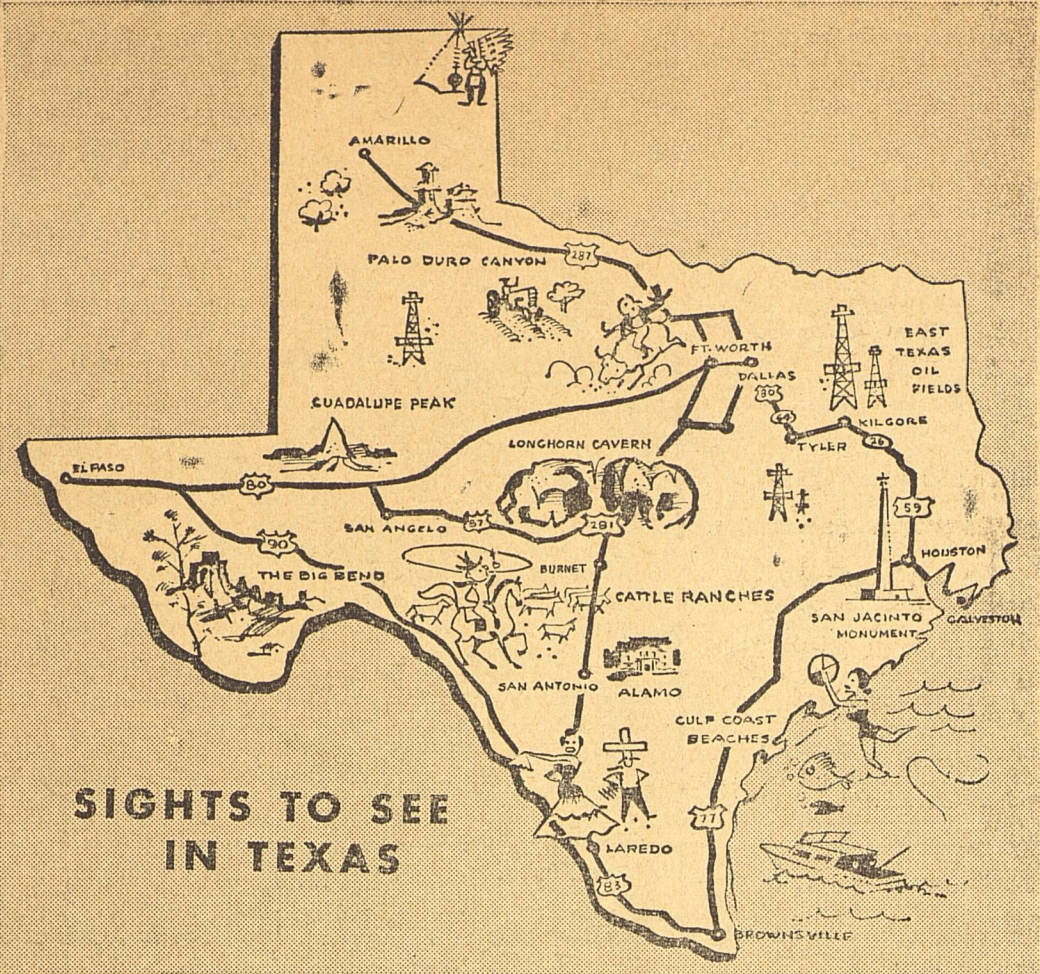 AMARILLO
PALO DURO CANYON
287
FT. WORTH
DALLAS
80
64
EAST
TEXAS
OIL
FIELDS
KILGORE
TYLER
26
GUADALUPE PEAK
LONGHORN CAVERN
EL PASO
80
SAN ANGELO
87
281
59
90
HOUSTON
THE BIG BEND
BURNET
CATTLE RANCHES
SAN JACINTO
MONUMENT
GALVESTON
SAN ANTONIO
ALAMO
GULF COAST
BEACHES
SIGHTS TO SEE
IN TEXAS
77
LAREDO
83
BROWNSVILLE